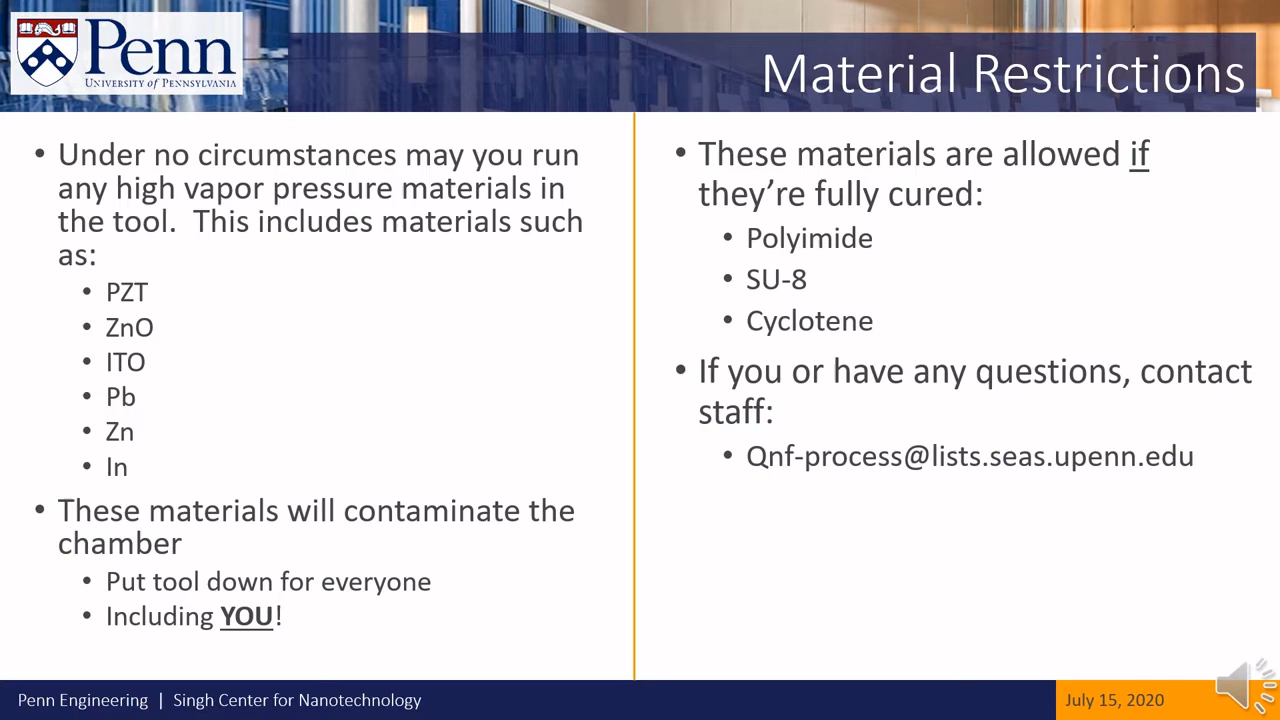 Penn
UNIVERSITY of PENNSYLVANIA
Material Restrictions
• Under no circumstances may you run
any high vapor pressure materials in
the tool.  This includes materials such
as:
• PZT
• ZnO
• ITO
• Pb
• Zn
• In
• These materials will contaminate the
chamber
• Put tool down for everyone
• Including YOU!
• These materials are allowed if
they’re fully cured:
• Polyimide
• SU-8
• Cyclotene
• If you or have any questions, contact
staff:
• Qnf-process@lists.seas.upenn.edu
Penn Engineering | Singh Center for Nanotechnology
July 15, 2020